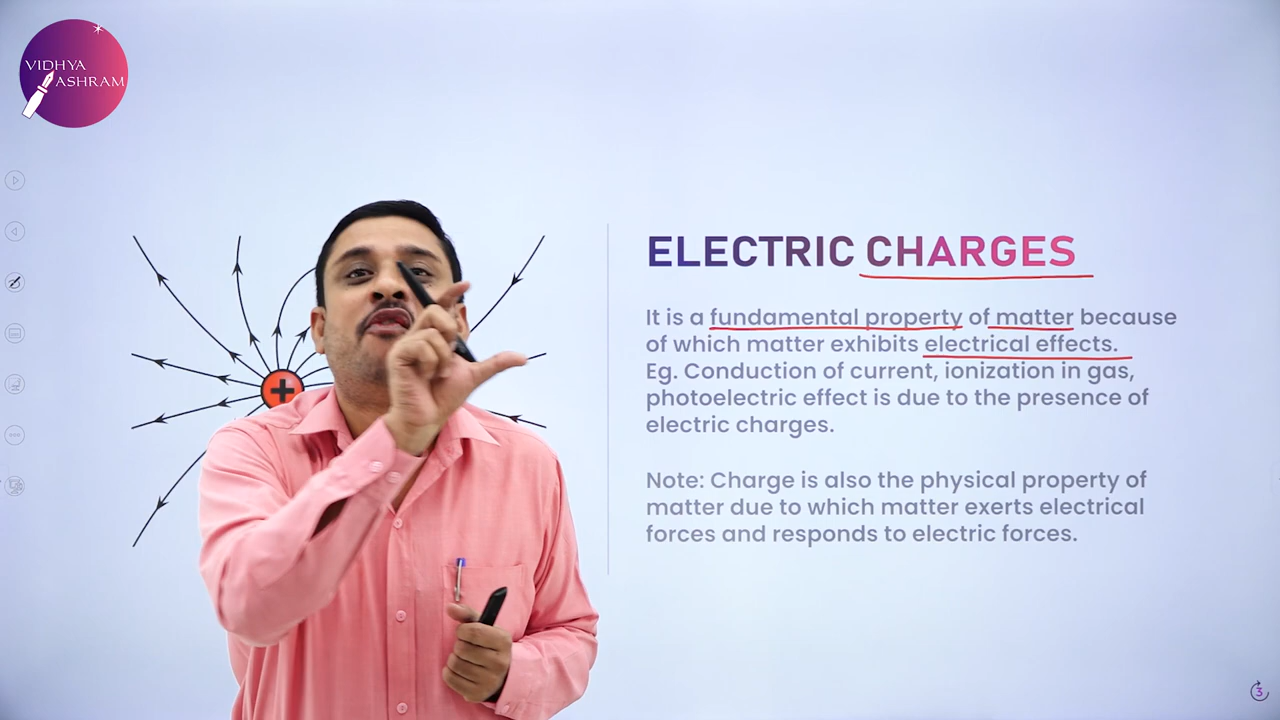 VIDHYA
ASHRAM
+
ELECTRIC CHARGES
It is a fundamental property of matter because
of which matter exhibits electrical effects.
Eg. Conduction of current, ionization in gas,
photoelectric effect is due to the presence of
electric charges.
Note: Charge is also the physical property of
matter due to which matter exerts electrical
forces and responds to electric forces.
3